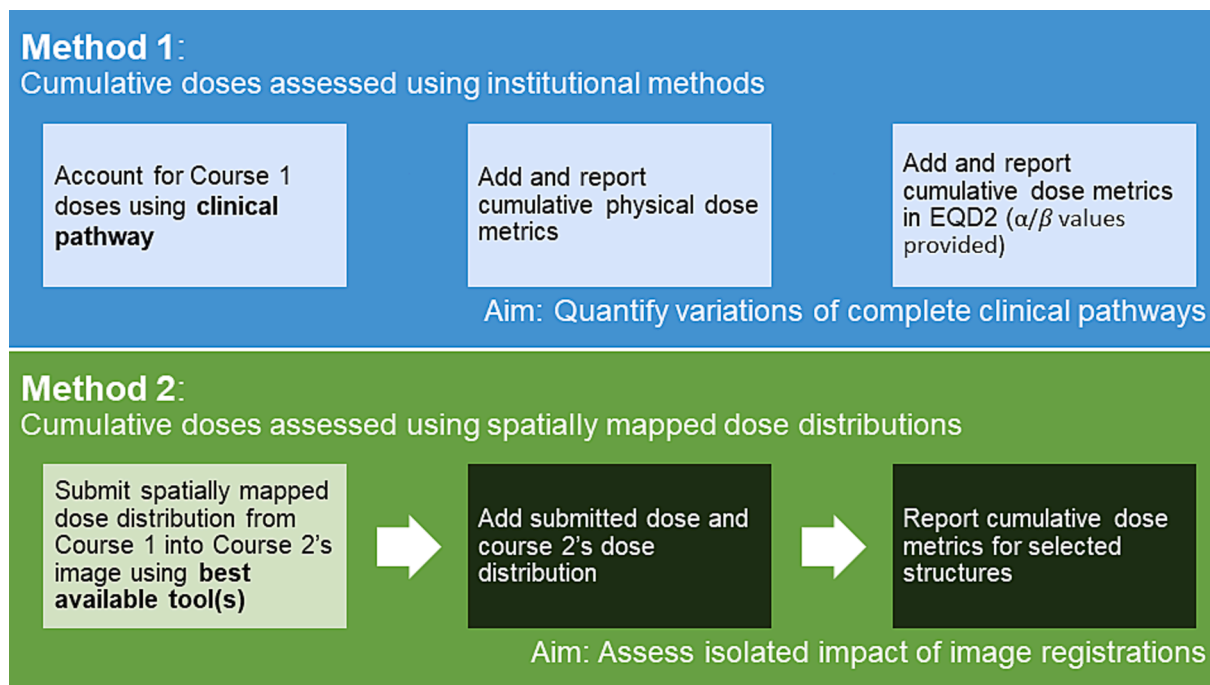 Method 1:
Cumulative doses assessed using institutional methods
Account for Course 1
doses using clinical
pathway
Add and report
cumulative physical dose
metrics
Add and report
cumulative dose metrics
in EQD2 (α/β values
provided)
Aim: Quantify variations of complete clinical pathways
Method 2:
Cumulative doses assessed using spatially mapped dose distributions
Submit spatially mapped
dose distribution from
Course 1 into Course 2’s
image using best
available tool(s)
Add submitted dose and
course 2’s dose
distribution
Report cumulative dose
metrics for selected
structures
Aim: Assess isolated impact of image registrations